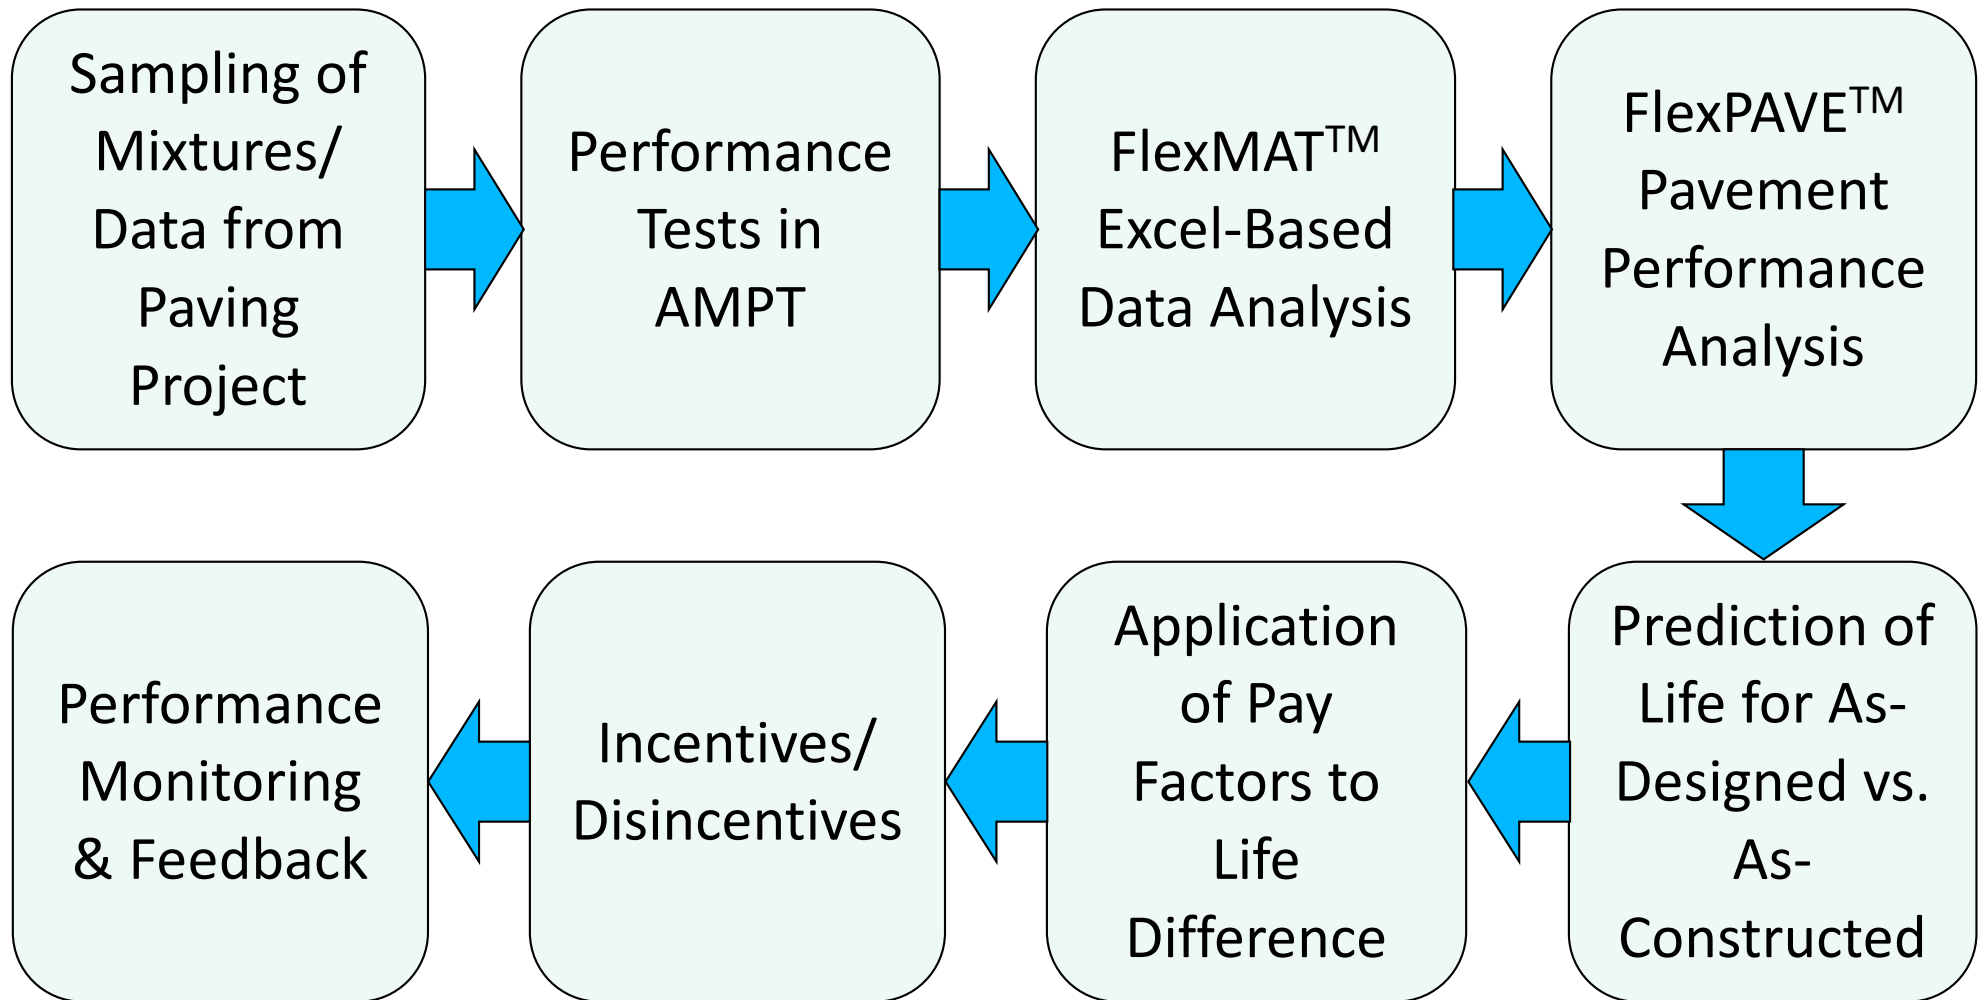 Sampling of
Mixtures/
Data from
Paving
Project
Performance
Tests in
AMPT
FlexMAT™
Excel-Based
Data Analysis
FlexPAVE™
Pavement
Performance
Analysis
Prediction of
Life for As-
Designed vs.
As-
Constructed
Application
of Pay
Factors to
Life
Difference
Incentives/
Disincentives
Performance
Monitoring
& Feedback